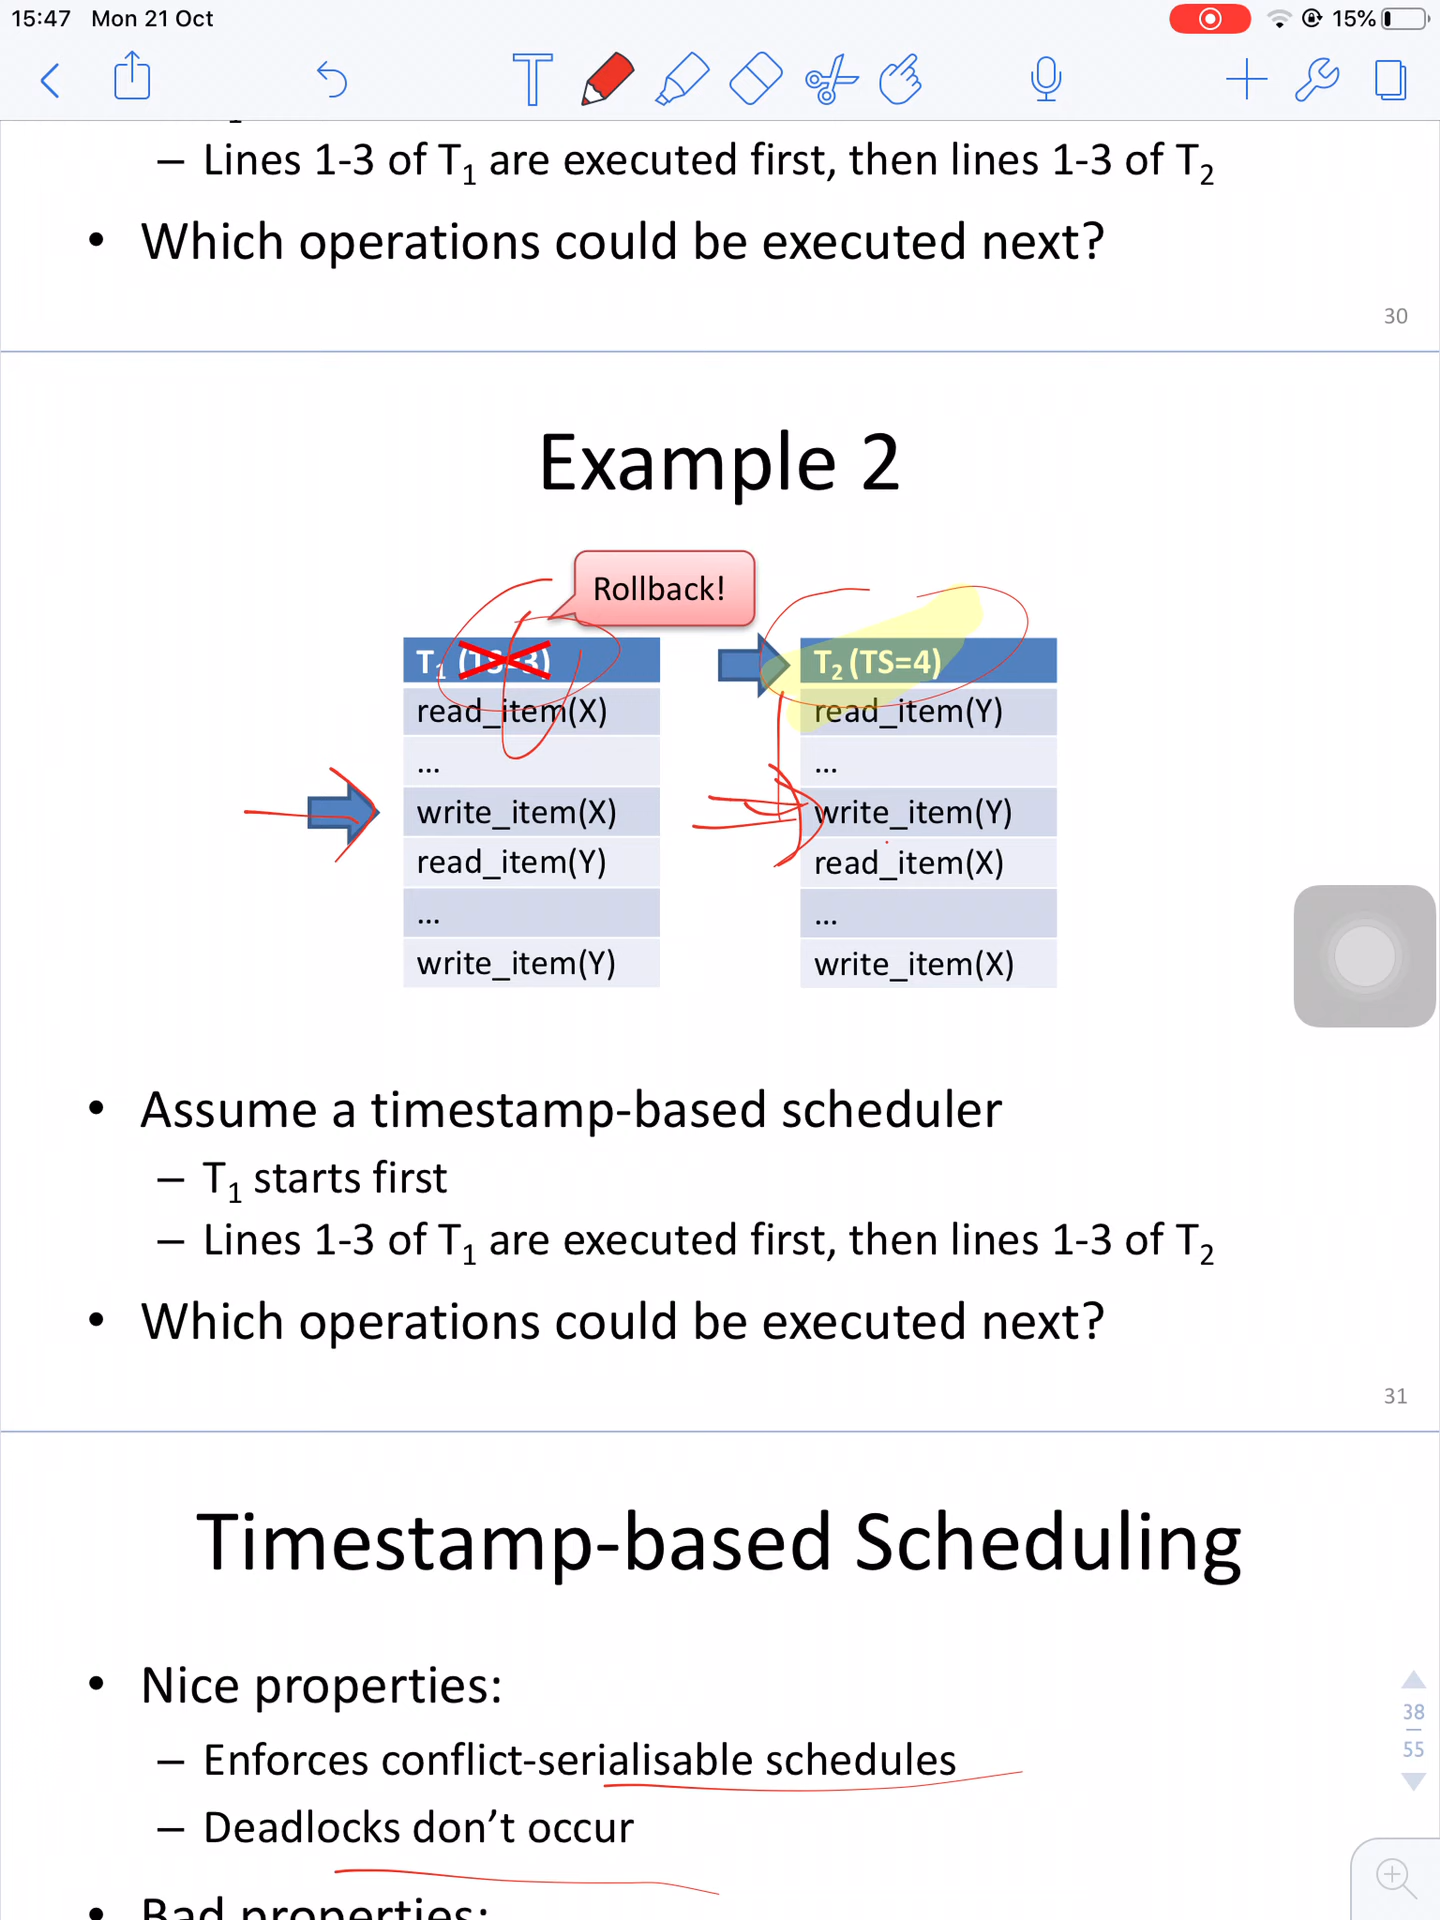 15:47 Mon 21 Oct 15%
– Lines 1-3 of T1 are executed first, then lines 1-3 of T2
• Which operations could be executed next?
30
Example 2
Rollback!
T1 (TS=3) T2 (TS=4)
read_item(X) read_item(Y)
... ...
write_item(X) write_item(Y)
read_item(Y) read_item(X)
... ...
write_item(Y) write_item(X)
• Assume a timestamp-based scheduler
– T1 starts first
– Lines 1-3 of T1 are executed first, then lines 1-3 of T2
• Which operations could be executed next?
31
Timestamp-based Scheduling
• Nice properties:
38
– Enforces conflict-serialisable schedules
55
– Deadlocks don’t occur
• Bad properties: